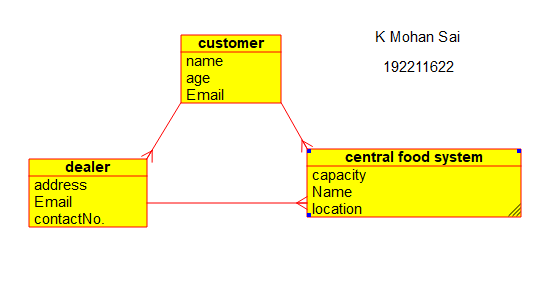 K Mohan Sai
192211622
customer
name
age
Email
dealer
address
Email
contactNo.
central food system
capacity
Name
location